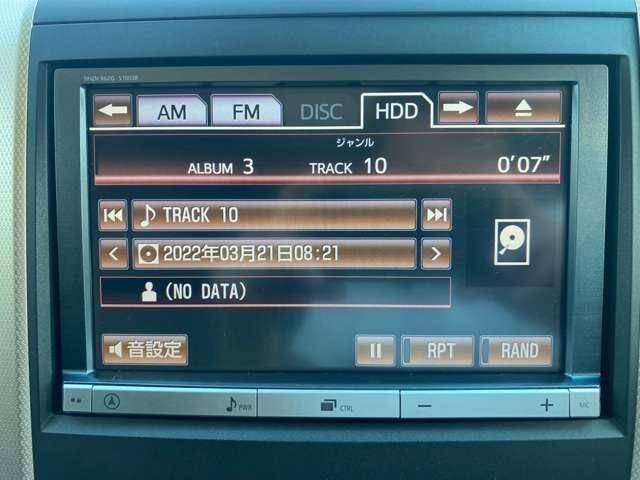 AM FM DISC HDD
ジャンル
ALBUM 3 TRACK 10 0'07"
TRACK 10
2022年03月21日08:21
(NO DATA)
音設定 RPT RAND
PWR CTRL − + MIC